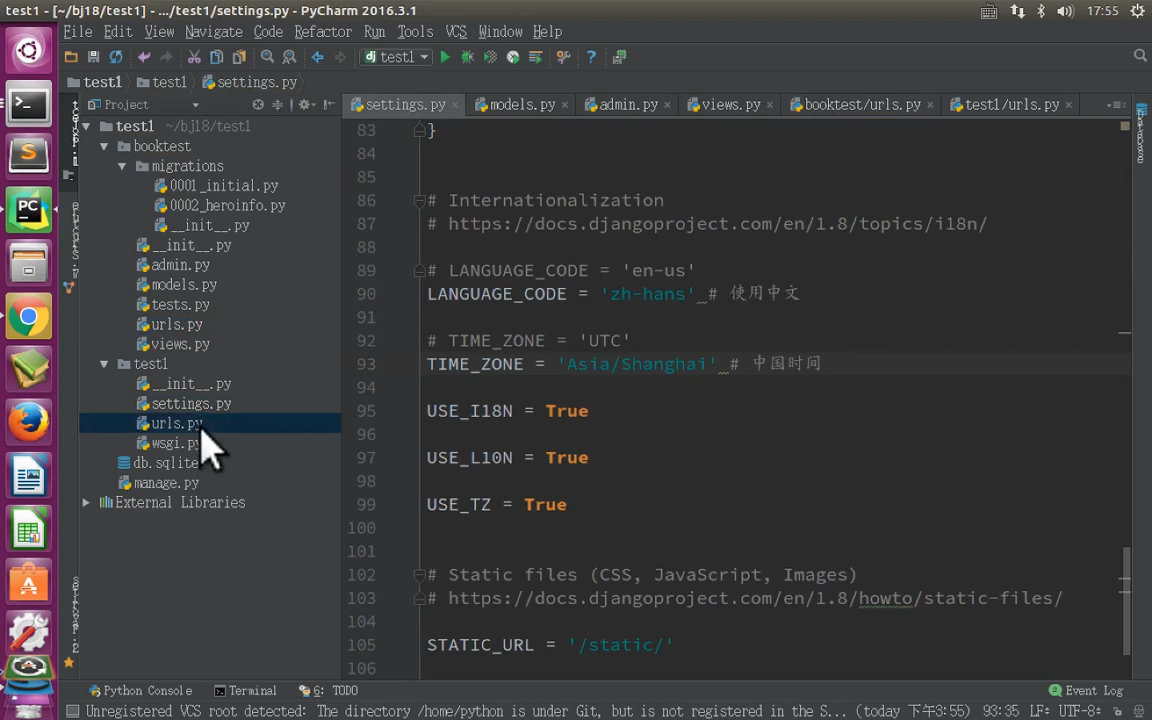 test1 - [~/bj18/test1] - .../test1/settings.py - PyCharm 2016.3.1
17:55
File Edit View Navigate Code Refactor Run Tools VCS Window Help
test1
test1 test1 settings.py
Project
settings.py models.py admin.py views.py booktest/urls.py test1/urls.py
test1 ~/bj18/test1
booktest
migrations
0001_initial.py
0002_heroinfo.py
__init__.py
__init__.py
admin.py
models.py
tests.py
urls.py
views.py
test1
__init__.py
settings.py
urls.py
wsgi.py
db.sqlite
manage.py
External Libraries
83 }
84
85
86 # Internationalization
87 # https://docs.djangoproject.com/en/1.8/topics/i18n/
88
89 # LANGUAGE_CODE = 'en-us'
90 LANGUAGE_CODE = 'zh-hans' # 使用中文
91
92 # TIME_ZONE = 'UTC'
93 TIME_ZONE = 'Asia/Shanghai' # 中国时间
94
95 USE_I18N = True
96
97 USE_L10N = True
98
99 USE_TZ = True
100
101
102 # Static files (CSS, JavaScript, Images)
103 # https://docs.djangoproject.com/en/1.8/howto/static-files/
104
105 STATIC_URL = '/static/'
106
Python Console Terminal 6: TODO Event Log
Unregistered VCS root detected: The directory /home/python is under Git, but is not registered in the S... (today 下午3:55) 93:35 LF÷ UTF-8÷